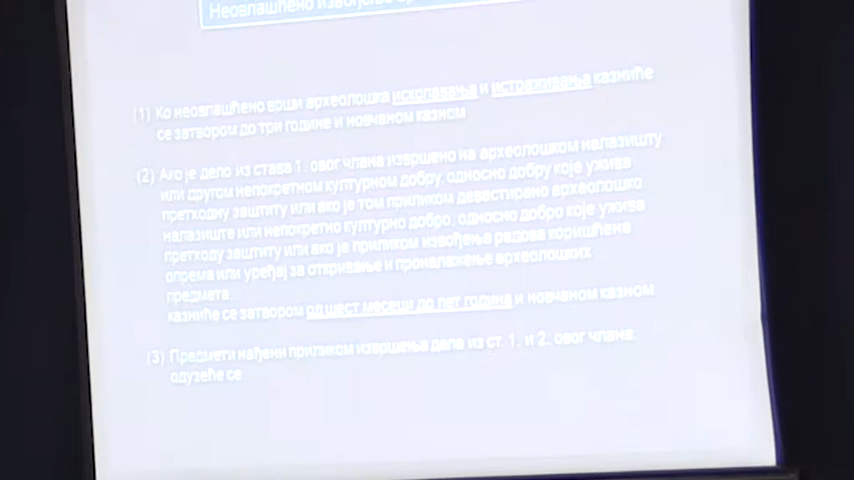 Неовлашћено извођење
(1) Ко неовлашћено врши археолошка ископавања и истраживања казниће
се затвором до три године и новчаном казном
(2) Ако је дело из става 1. овог члана извршено на археолошком налазишту
или другом непокретном културном добру, односно добру које ужива
претходну заштиту или ако је том приликом девастирано археолошко
налазиште или непокретно културно добро, односно добро које ужива
претходу заштиту или ако је приликом извођења радова коришћена
опрема или уређај за откривање и проналажење археолошких
предмета,
казниће се затвором од шест месеци до пет година и новчаном казном
(3) Предмети нађени приликом извршења дела из ст. 1. и 2. овог члана
одузеће се